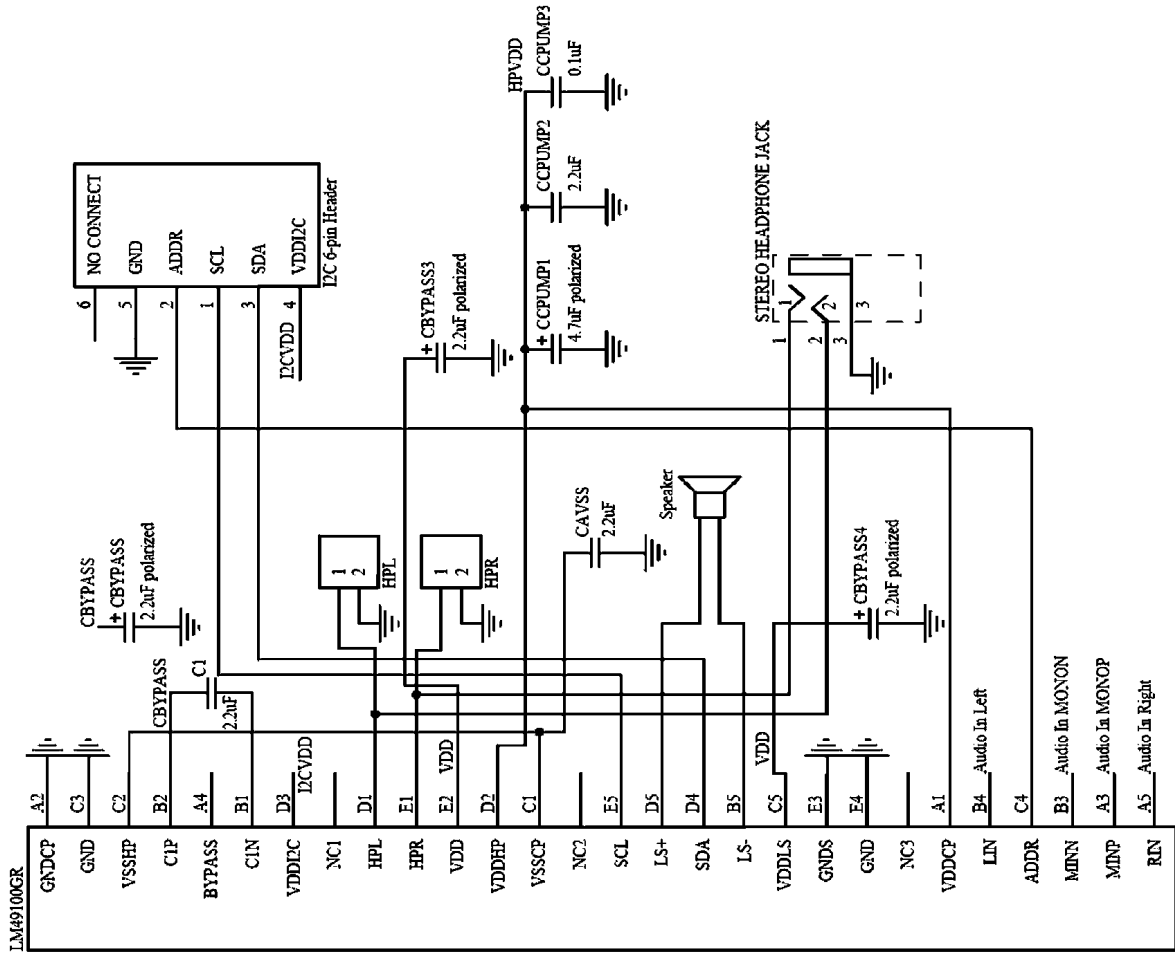 LM49100GR
GNDCP
A2
GND
C3
VSSHP
C2
C1P
B2
BYPASS
A4
C1N
B1
VDDI2C
D3
I2CVDD
NC1
HPL
D1
HPR
E1
VDD
E2
VDD
VDDHP
D2
VSSCP
C1
NC2
SCL
E5
LS+
D5
SDA
D4
LS-
B5
VDDLS
C5
VDD
GNDS
E3
GND
E4
NC3
VDDCP
A1
LIN
B4
Audio In Left
ADDR
C4
MINN
B3
Audio In MONON
MINP
A3
Audio In MONOP
RIN
A5
Audio In Right
CBYPASS
C1
2.2uF
CBYPASS
+ CBYPASS
2.2uF polarized
1
2
HPL
1
2
HPR
NO CONNECT
GND
ADDR
SCL
SDA
VDDI2C
6
5
2
1
3
4
I2CVDD
I2C 6-pin Header
+ CBYPASS3
2.2uF polarized
HPVDD
+ CCPUMP1
4.7uF polarized
CCPUMP2
2.2uF
CCPUMP3
0.1uF
CAVSS
2.2uF
Speaker
STEREO HEADPHONE JACK
1
2
3
1
2
3
+ CBYPASS4
2.2uF polarized